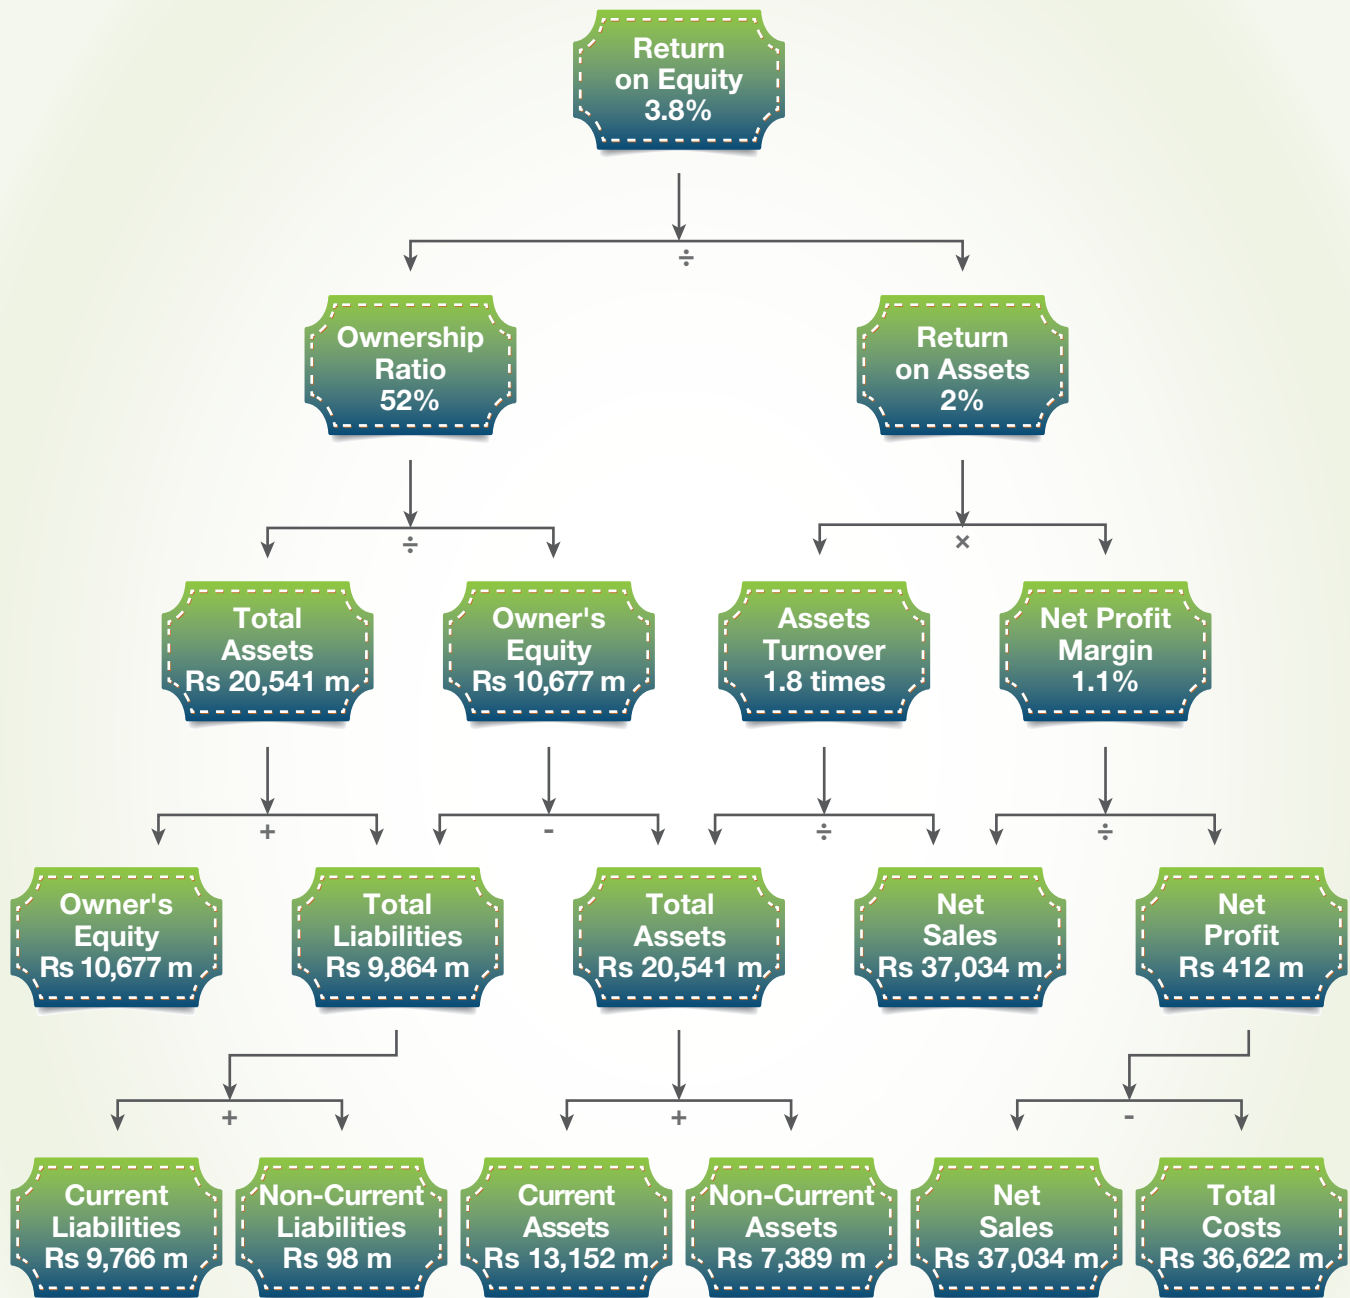 Return
on Equity
3.8%
÷
Ownership
Ratio
52%
Return
on Assets
2%
÷
×
Total
Assets
Rs 20,541 m
Owner's
Equity
Rs 10,677 m
Assets
Turnover
1.8 times
Net Profit
Margin
1.1%
+
-
÷
÷
Owner's
Equity
Rs 10,677 m
Total
Liabilities
Rs 9,864 m
Total
Assets
Rs 20,541 m
Net
Sales
Rs 37,034 m
Net
Profit
Rs 412 m
+
+
-
Current
Liabilities
Rs 9,766 m
Non-Current
Liabilities
Rs 98 m
Current
Assets
Rs 13,152 m
Non-Current
Assets
Rs 7,389 m
Net
Sales
Rs 37,034 m
Total
Costs
Rs 36,622 m